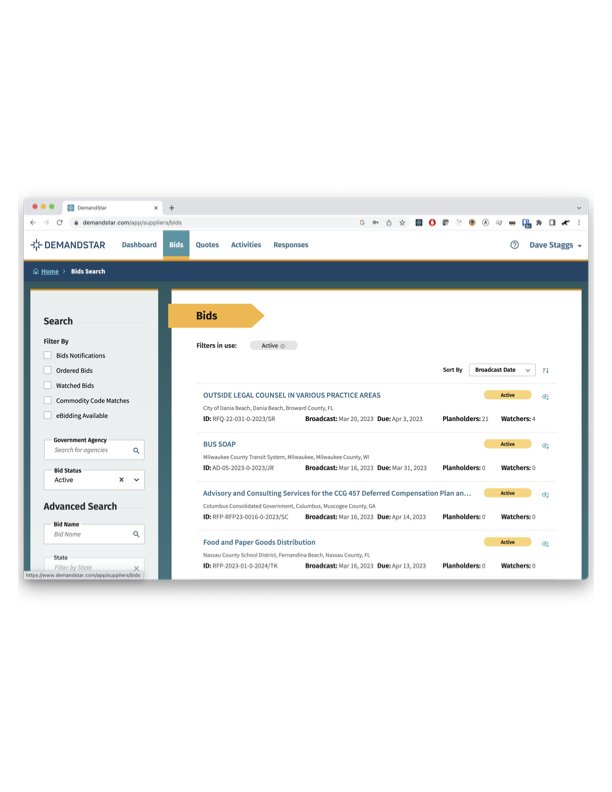 DemandStar
demandstar.com/app/suppliers/bids
DEMANDSTAR
Dashboard
Bids
Quotes
Activities
Responses
Dave Staggs
Home > Bids Search
Search
Filter By
Bids Notifications
Ordered Bids
Watched Bids
Commodity Code Matches
eBidding Available
Government Agency
Search for agencies
Bid Status
Active
Advanced Search
Bid Name
Bid Name
State
Filter by State
https://www.demandstar.com/app/suppliers/bids
Bids
Filters in use: Active
Sort By Broadcast Date
OUTSIDE LEGAL COUNSEL IN VARIOUS PRACTICE AREAS Active
City of Dania Beach, Dania Beach, Broward County, FL
ID: RFQ-22-031-0-2023/SR Broadcast: Mar 20, 2023 Due: Apr 3, 2023 Planholders: 21 Watchers: 4
BUS SOAP Active
Milwaukee County Transit System, Milwaukee, Milwaukee County, WI
ID: AD-05-2023-0-2023/JR Broadcast: Mar 16, 2023 Due: Mar 31, 2023 Planholders: 0 Watchers: 0
Advisory and Consulting Services for the CCG 457 Deferred Compensation Plan an... Active
Columbus Consolidated Government, Columbus, Muscogee County, GA
ID: RFP-RFP23-0016-0-2023/SC Broadcast: Mar 16, 2023 Due: Apr 14, 2023 Planholders: 0 Watchers: 0
Food and Paper Goods Distribution Active
Nassau County School District, Fernandina Beach, Nassau County, FL
ID: RFP-2023-01-0-2024/TK Broadcast: Mar 16, 2023 Due: Apr 13, 2023 Planholders: 0 Watchers: 0